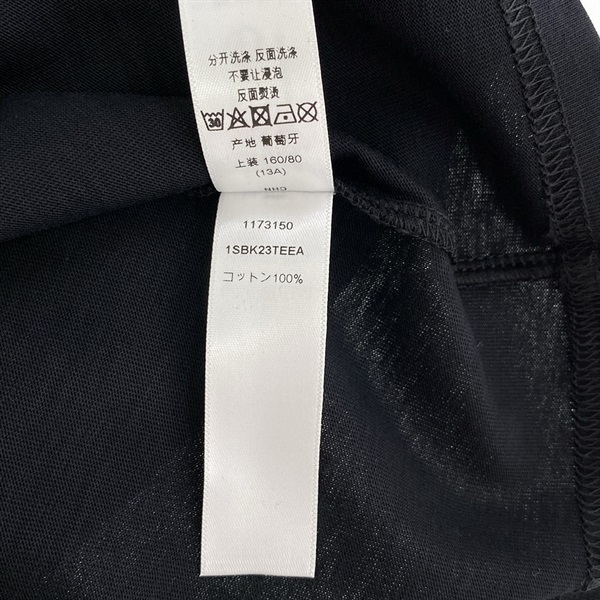 分开洗涤 反面洗涤
不要让浸泡
反面熨烫
30
产地 葡萄牙
上装 160/80
(13A)
CHN
1173150
1SBK23TEEA
コットン100%